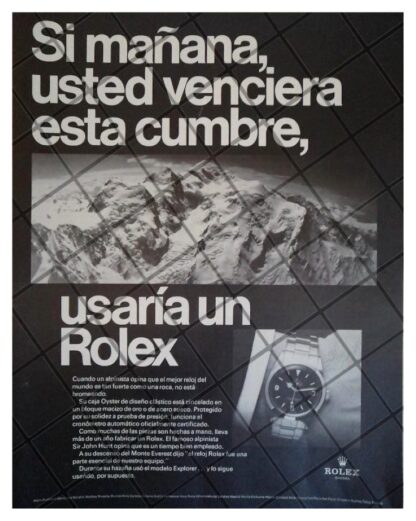 Si mañana,
usted venciera
esta cumbre,
usaría un
Rolex
Cuando un alpinista opina que el mejor reloj del
mundo es tan fuerte como una roca, no está
bromeando.
Su caja Oyster de diseño clástico está cincelado en
un bloque macizo de oro o de acero sueco. Protegido
por su solidez a prueba de presión, funciona el
cronómetro automático oficialmente certificado.
Como muchas de las piezas son hechas a mano, lleva
más de un año fabricar un Rolex. El famoso alpinista
Sir John Hunt opina que es un tiempo bien empleado.
A su descenso del Monte Everest dijo "el reloj Rolex fue una
parte esencial de nuestro equipo."
Durante su hazaña usó el modelo Explorer... y lo sigue
usando, por supuesto.
ROLEX